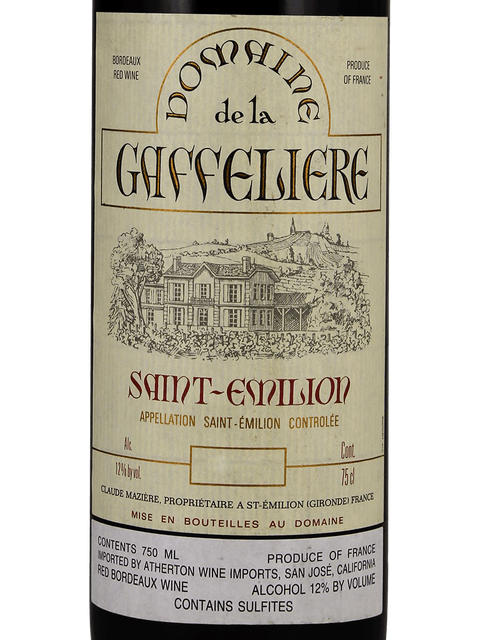 BORDEAUX
RED WINE
PRODUCE
OF FRANCE
DOMAINE
de la
GAFFELIERE
SAINT-EMILION
APPELLATION SAINT-ÉMILION CONTROLÉE
Alc.
12% by vol.
Cont.
75 cl
CLAUDE MAZIÈRE, PROPRIÉTAIRE A ST-ÉMILION (GIRONDE) FRANCE
MISE EN BOUTEILLES AU DOMAINE
CONTENTS 750 ML
PRODUCE OF FRANCE
IMPORTED BY ATHERTON WINE IMPORTS, SAN JOSÉ, CALIFORNIA
RED BORDEAUX WINE
ALCOHOL 12% BY VOLUME
CONTAINS SULFITES